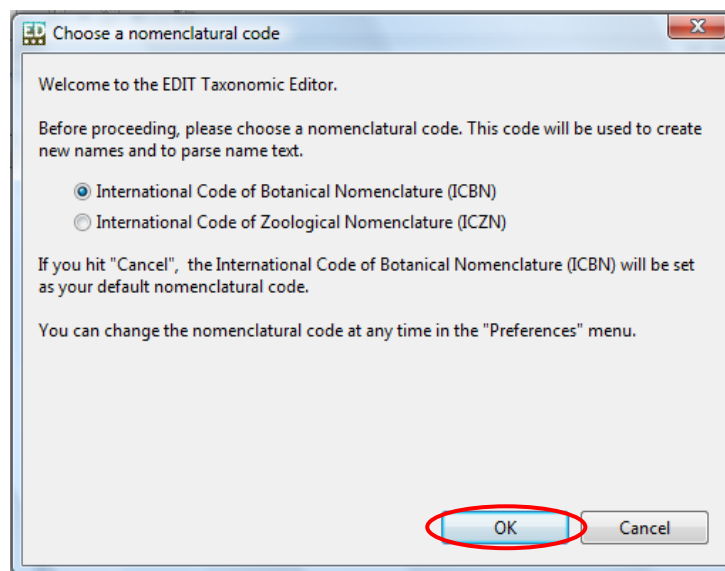 Choose a nomenclatural code
Welcome to the EDIT Taxonomic Editor.
Before proceeding, please choose a nomenclatural code. This code will be used to create
new names and to parse name text.
International Code of Botanical Nomenclature (ICBN)
International Code of Zoological Nomenclature (ICZN)
If you hit "Cancel",  the International Code of Botanical Nomenclature (ICBN) will be set
as your default nomenclatural code.
You can change the nomenclatural code at any time in the "Preferences" menu.
OK Cancel